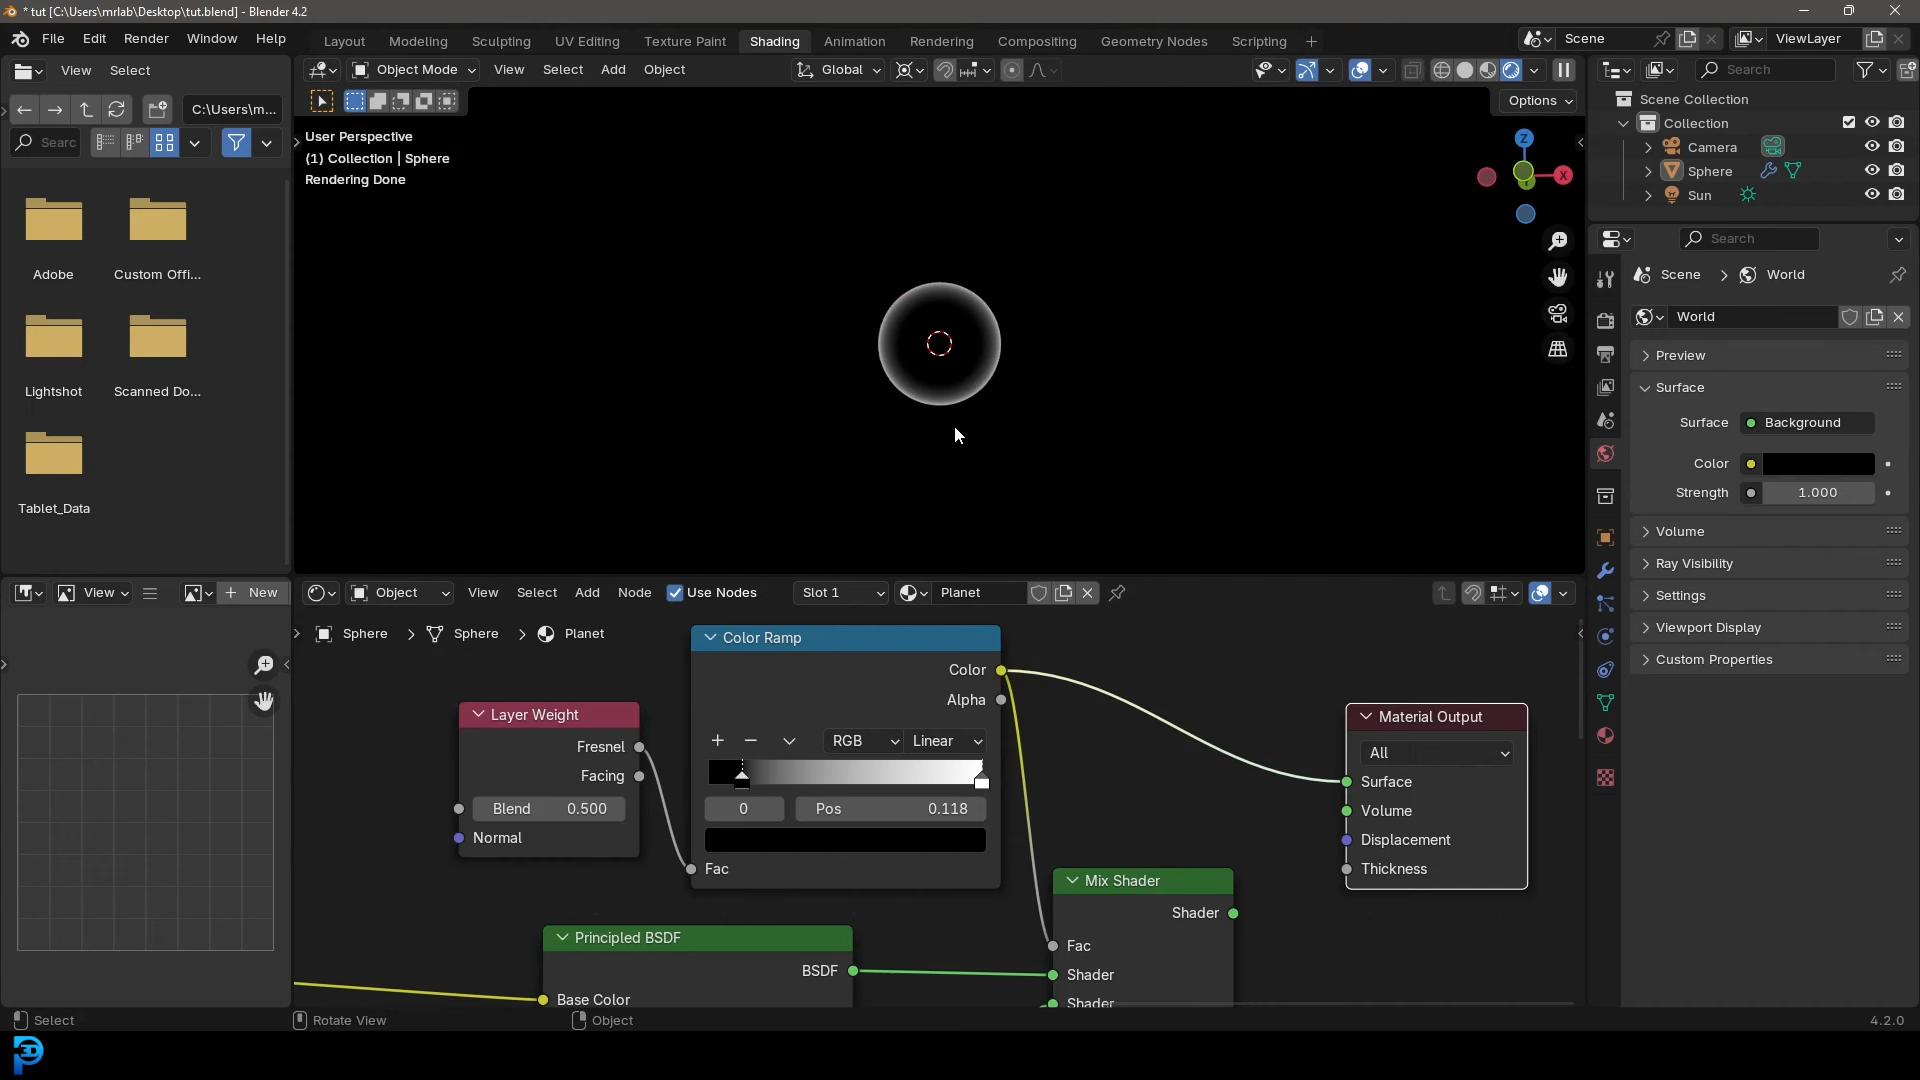 * tut [C:\Users\mrlab\Desktop\tut.blend] - Blender 4.2
File Edit Render Window Help
Layout Modeling Sculpting UV Editing Texture Paint Shading Animation Rendering Compositing Geometry Nodes Scripting
Scene
ViewLayer
View Select
Object Mode View Select Add Object
Global
Search
C:\Users\m...
Options
Searc
User Perspective
(1) Collection | Sphere
Rendering Done
Z
X
Scene Collection
Collection
Camera
Sphere
Sun
Adobe
Custom Offi...
Lightshot
Scanned Do...
Tablet_Data
Search
Scene
World
World
Preview
Surface
Surface Background
Color
Strength 1.000
Volume
Ray Visibility
Settings
Viewport Display
Custom Properties
View
New
Object View Select Add Node Use Nodes Slot 1 Planet
Sphere Sphere Planet
Color Ramp
Color
Alpha
RGB Linear
0 Pos 0.118
Fac
Layer Weight
Fresnel
Facing
Blend 0.500
Normal
Material Output
All
Surface
Volume
Displacement
Thickness
Mix Shader
Shader
Fac
Shader
Shader
Principled BSDF
BSDF
Base Color
Select
Rotate View
Object
4.2.0